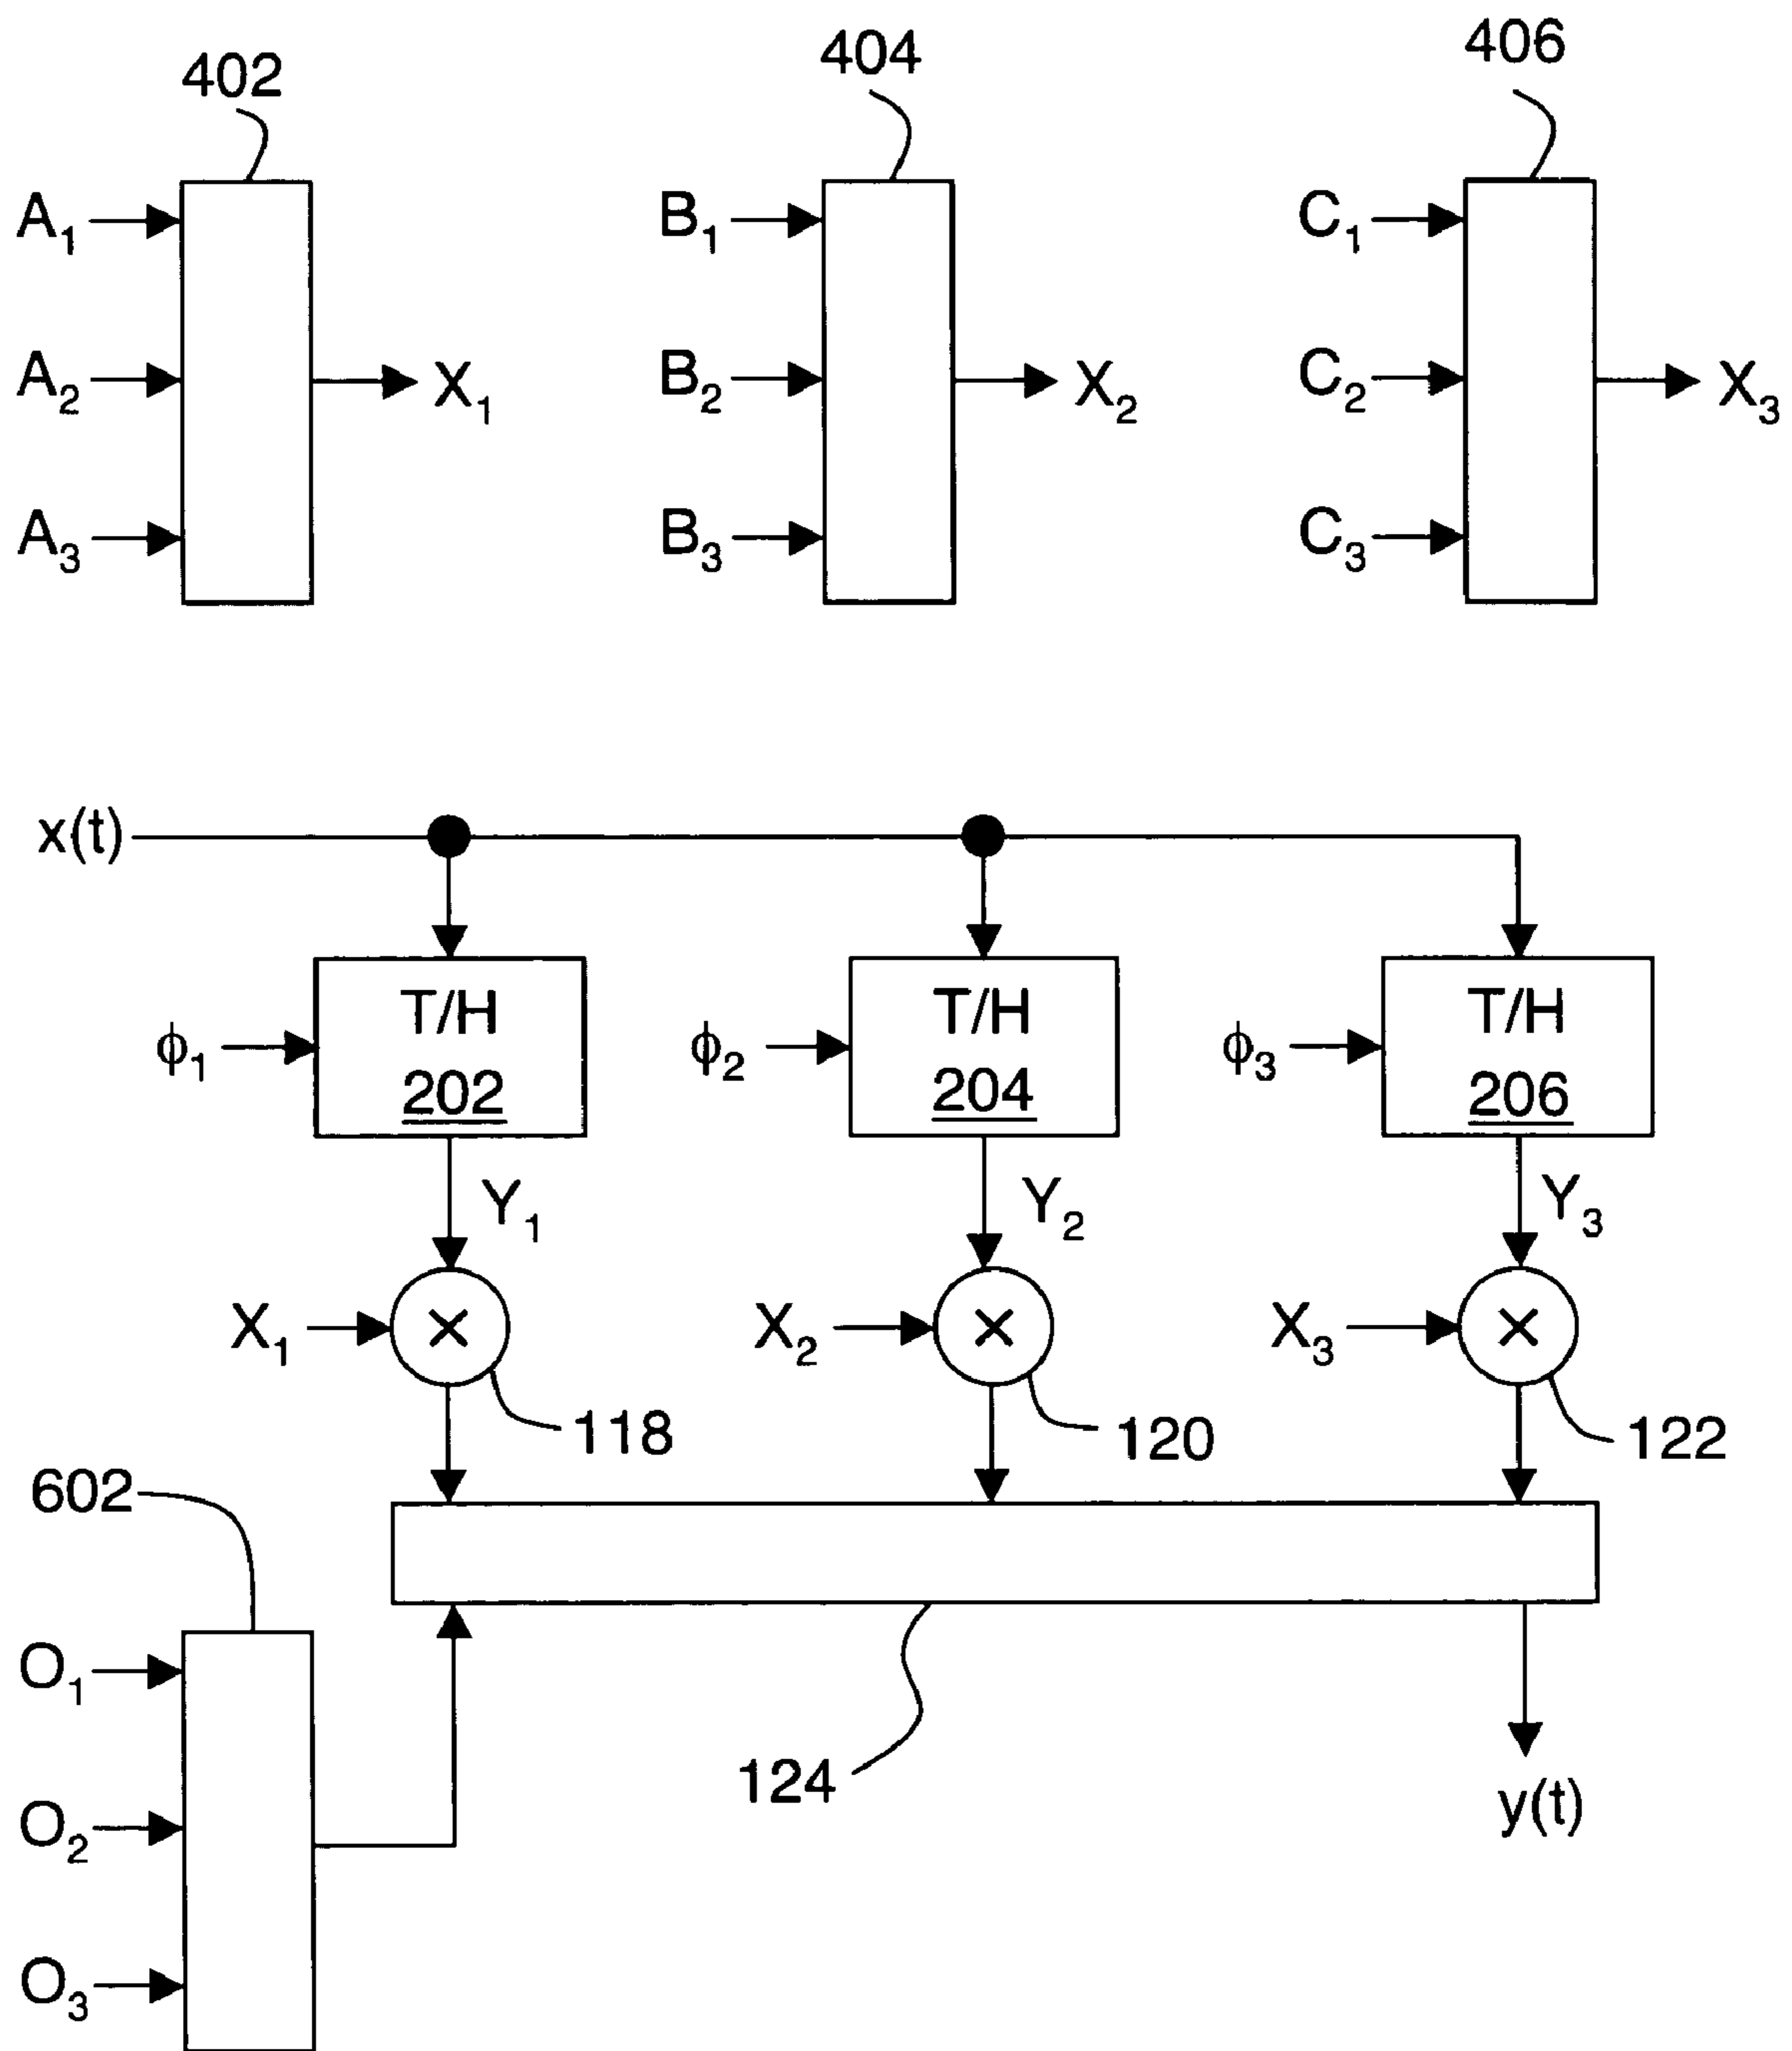 402
404
406
A1
B1
C1
A2
X1
B2
X2
C2
X3
A3
B3
C3
x(t)
ϕ1
T/H
202
ϕ2
T/H
204
ϕ3
T/H
206
Y1
Y2
Y3
X1
×
X2
×
X3
×
118
120
122
602
O1
124
y(t)
O2
O3